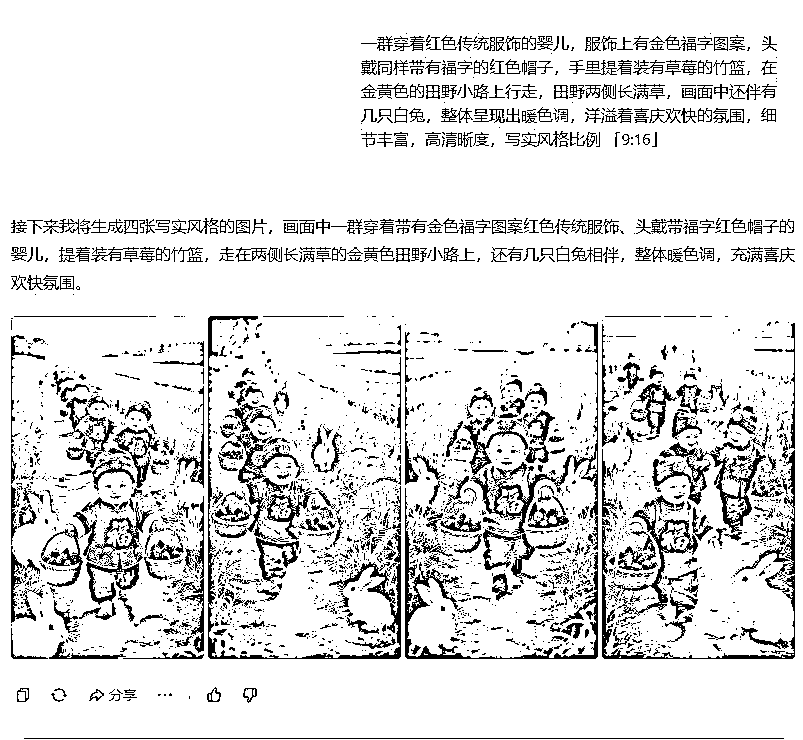 一群穿着红色传统服饰的婴儿，服饰上有金色福字图案，头
戴同样带有福字的红色帽子，手里提着装有草莓的竹篮，在
金黄色的田野小路上行走，田野两侧长满草，画面中还伴有
几只白兔，整体呈现出暖色调，洋溢着喜庆欢快的氛围，细
节丰富，高清晰度，写实风格比例 「9:16」
接下来我将生成四张写实风格的图片，画面中一群穿着带有金色福字图案红色传统服饰、头戴带福字红色帽子的
婴儿，提着装有草莓的竹篮，走在两侧长满草的金黄色田野小路上，还有几只白兔相伴，整体暖色调，充满喜庆
欢快氛围。
分享